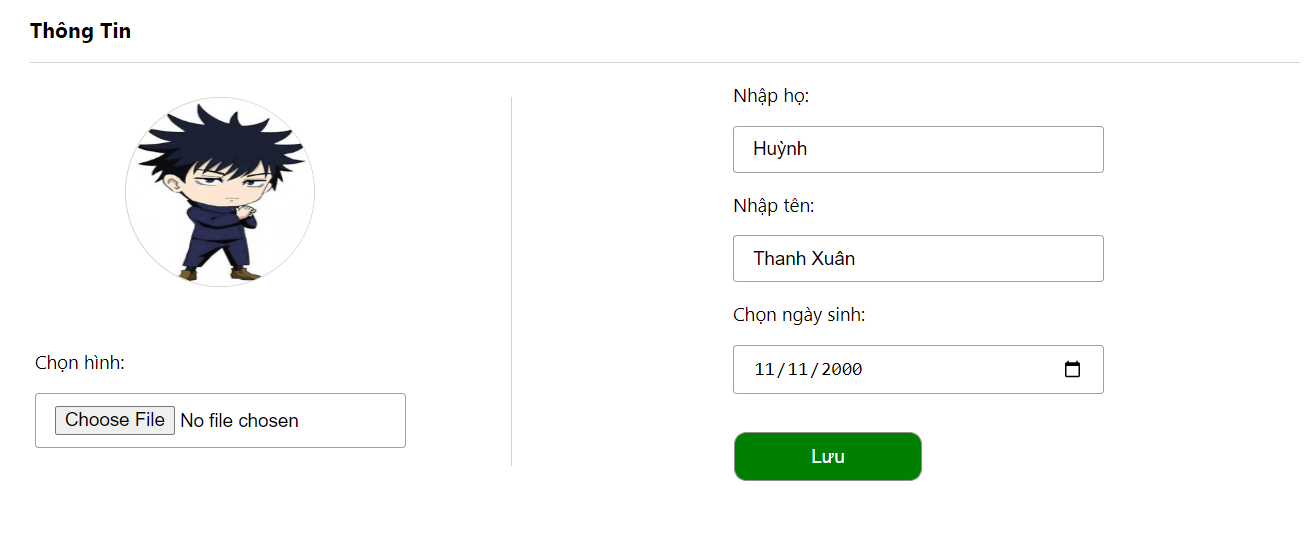 Thông Tin
Chọn hình:
Choose File No file chosen
Nhập họ:
Huỳnh
Nhập tên:
Thanh Xuân
Chọn ngày sinh:
11/11/2000
Lưu